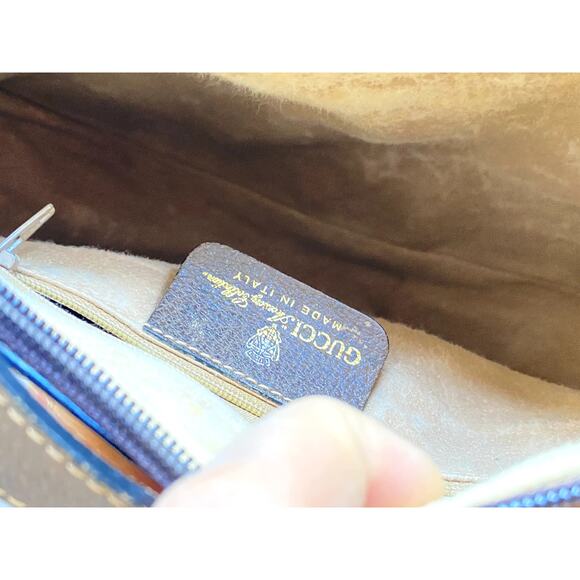 GUCCI "Accessory Collection"
MADE IN ITALY